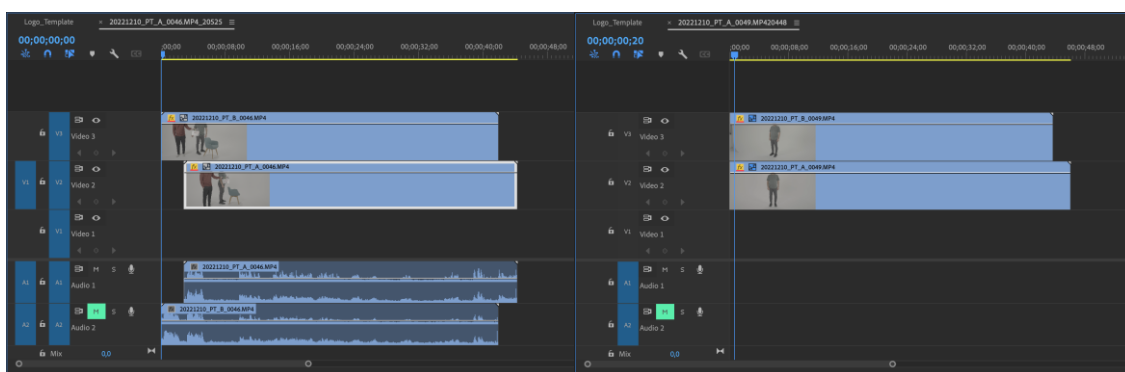 Logo_Template × 20221210_PT_A_0046.MP4_20525 ≡
00;00;00;00
;00;00 00;00;08;00 00;00;16;00 00;00;24;00 00;00;32;00 00;00;40;00 00;00;48;00
fx 20221210_PT_B_0046.MP4
V3 Video 3
fx 20221210_PT_A_0046.MP4
V1 V2 Video 2
V1 Video 1
20221210_PT_A_0046.MP4
M S
A1 A1 Audio 1
20221210_PT_B_0046.MP4
M S
A2 A2 Audio 2
Mix 0,0
Logo_Template × 20221210_PT_A_0049.MP420448 ≡
00;00;00;20
;00;00 00;00;08;00 00;00;16;00 00;00;24;00 00;00;32;00 00;00;40;00 00;00;48;00
fx 20221210_PT_B_0049.MP4
V3 Video 3
fx 20221210_PT_A_0049.MP4
V2 Video 2
V1 Video 1
M S
A1 Audio 1
M S
A2 Audio 2
Mix 0,0